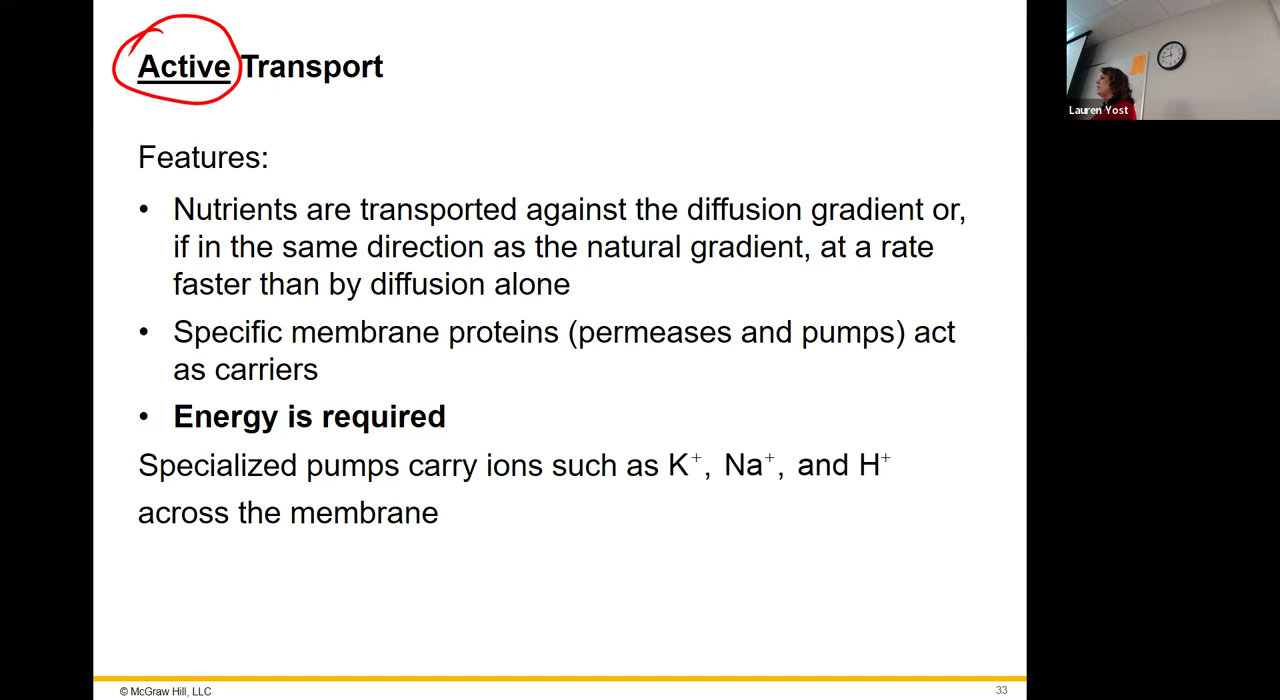 Active Transport
Features:
• Nutrients are transported against the diffusion gradient or,
if in the same direction as the natural gradient, at a rate
faster than by diffusion alone
• Specific membrane proteins (permeases and pumps) act
as carriers
• Energy is required
Specialized pumps carry ions such as K⁺, Na⁺, and H⁺
across the membrane
© McGraw Hill, LLC
33
Lauren Yost